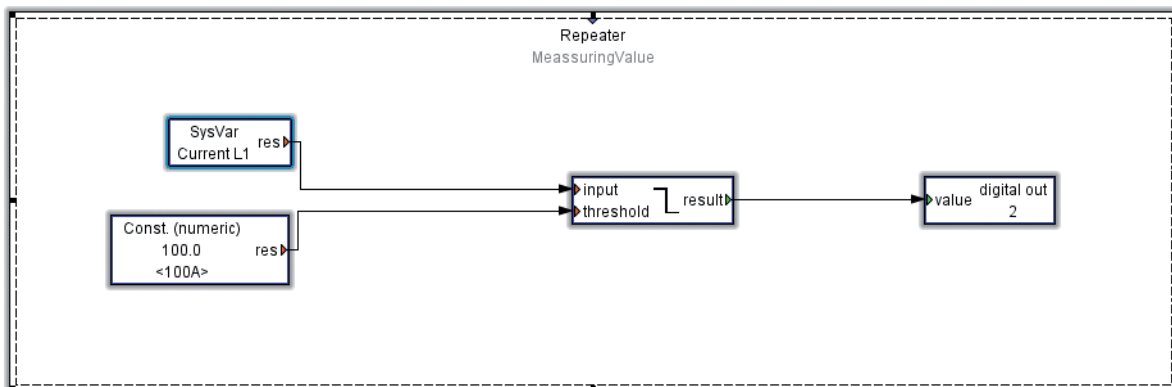 Repeater
MeassuringValue
SysVar
Current L1
res
Const. (numeric)
100.0
<100A>
res
input
threshold
result
value
digital out
2